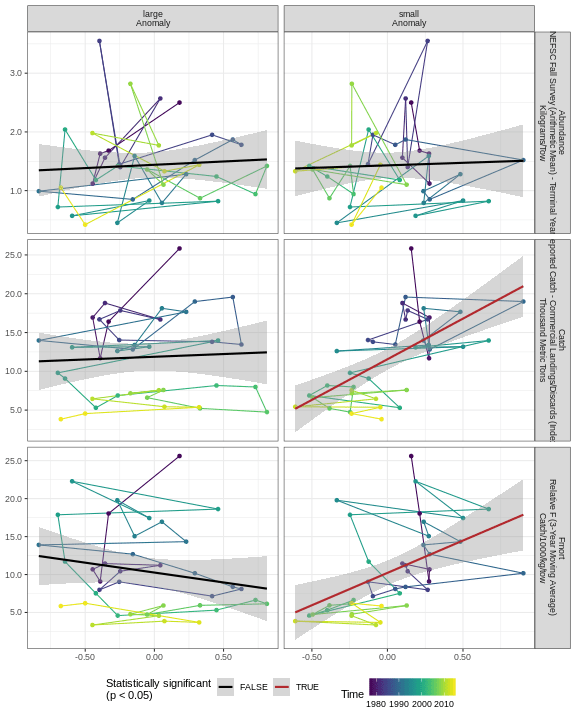 large
Anomaly
small
Anomaly
3.0
2.0
1.0
Abundance
NEFSC Fall Survey (Arithmetic Mean) - Terminal Year
Kilograms/tow
25.0
20.0
15.0
10.0
5.0
Catch
eported Catch - Commercial Landings/Discards (Inde
Thousand Metric Tons
25.0
20.0
15.0
10.0
5.0
Fmort
Relative F (3-Year Moving Average)
Catch/1000/kg/tow
-0.50 0.00 0.50
-0.50 0.00 0.50
Statistically significant
(p < 0.05)
FALSE TRUE
Time
1980 1990 2000 2010